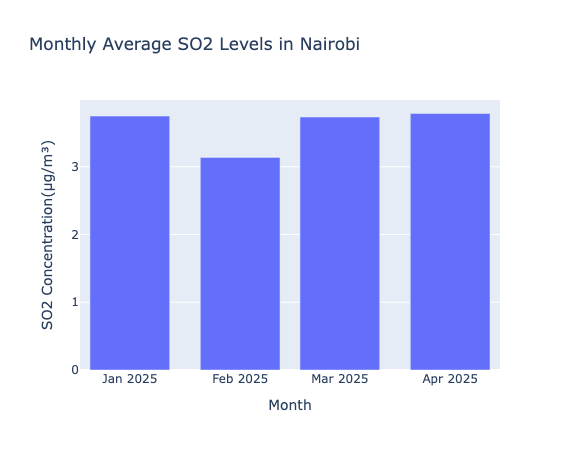 Monthly Average SO2 Levels in Nairobi
SO2 Concentration(µg/m³)
3
2
1
0
Jan 2025 Feb 2025 Mar 2025 Apr 2025
Month